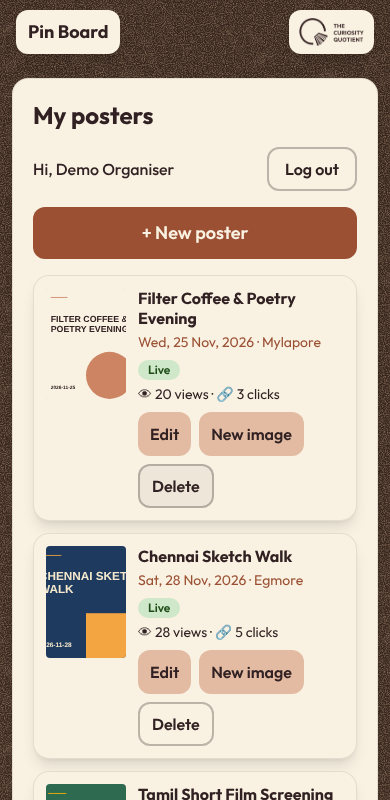 Pin Board
THE
CURIOSITY
QUOTIENT
My posters
Hi, Demo Organiser
Log out
+ New poster
FILTER COFFEE &
POETRY EVENING
2026-11-25
Filter Coffee & Poetry
Evening
Wed, 25 Nov, 2026 · Mylapore
Live
20 views · 3 clicks
Edit
New image
Delete
CHENNAI SKET
WALK
26-11-28
Chennai Sketch Walk
Sat, 28 Nov, 2026 · Egmore
Live
28 views · 5 clicks
Edit
New image
Delete
Tamil Short Film Screening